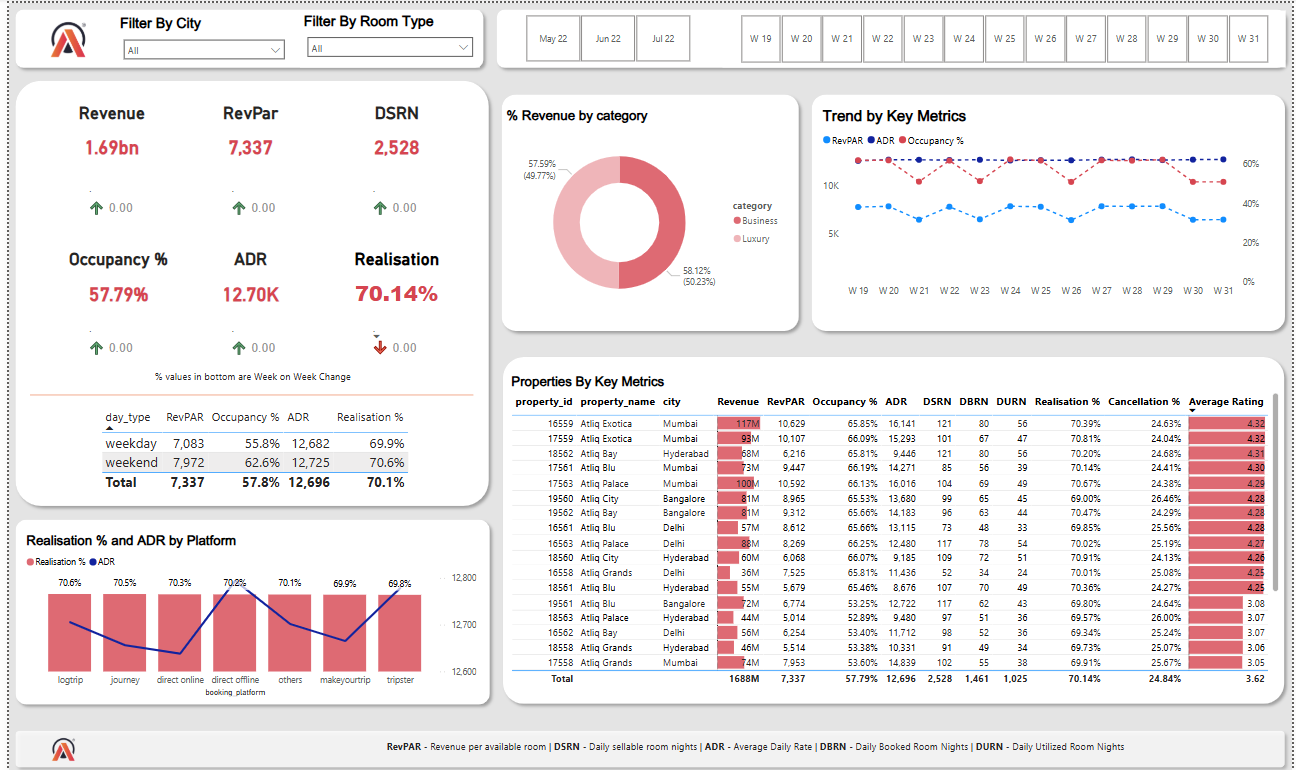 Filter By City
All
Filter By Room Type
All
May 22 Jun 22 Jul 22
W 19 W 20 W 21 W 22 W 23 W 24 W 25 W 26 W 27 W 28 W 29 W 30 W 31
Revenue RevPar DSRN
1.69bn 7,337 2,528
0.00 0.00 0.00
Occupancy % ADR Realisation
57.79% 12.70K 70.14%
0.00 0.00 0.00
% values in bottom are Week on Week Change
day_type RevPAR Occupancy % ADR Realisation %
weekday 7,083 55.8% 12,682 69.9%
weekend 7,972 62.6% 12,725 70.6%
Total 7,337 57.8% 12,696 70.1%
Realisation % and ADR by Platform
Realisation % ADR
70.6% 70.5% 70.3% 70.2% 70.1% 69.9% 69.8%
12,800
12,700
12,600
logtrip journey direct online direct offline others makeyourtrip tripster
booking_platform
% Revenue by category
57.59%
(49.77%)
58.12%
(50.23%)
category
Business
Luxury
Trend by Key Metrics
RevPAR ADR Occupancy %
10K
5K
60%
40%
20%
0%
W 19 W 20 W 21 W 22 W 23 W 24 W 25 W 26 W 27 W 28 W 29 W 30 W 31
Properties By Key Metrics
property_id property_name city Revenue RevPAR Occupancy % ADR DSRN DBRN DURN Realisation % Cancellation % Average Rating
16559 Atliq Exotica Mumbai 117M 10,629 65.85% 16,141 121 80 56 70.39% 24.63% 4.32
17559 Atliq Exotica Mumbai 93M 10,107 66.09% 15,293 101 67 47 70.81% 24.04% 4.32
18562 Atliq Bay Hyderabad 68M 6,216 65.81% 9,446 121 80 56 70.20% 24.68% 4.31
17561 Atliq Blu Mumbai 73M 9,447 66.19% 14,271 85 56 39 70.14% 24.41% 4.30
17563 Atliq Palace Mumbai 100M 10,592 66.13% 16,016 104 69 49 70.67% 24.38% 4.29
19560 Atliq City Bangalore 81M 8,965 65.53% 13,680 99 65 45 69.00% 26.46% 4.28
19562 Atliq Bay Bangalore 81M 9,312 65.66% 14,183 96 63 44 70.47% 24.29% 4.28
16561 Atliq Blu Delhi 57M 8,612 65.66% 13,115 73 48 33 69.85% 25.56% 4.28
16563 Atliq Palace Delhi 88M 8,269 66.25% 12,480 117 78 54 70.02% 25.19% 4.27
18560 Atliq City Hyderabad 60M 6,068 66.07% 9,185 109 72 51 70.91% 24.13% 4.26
16558 Atliq Grands Delhi 36M 7,525 65.81% 11,436 52 34 24 70.01% 25.08% 4.25
18561 Atliq Blu Hyderabad 55M 5,679 65.46% 8,676 107 70 49 70.36% 24.27% 4.25
19561 Atliq Blu Bangalore 72M 6,774 53.25% 12,722 117 62 43 69.80% 24.64% 3.08
18563 Atliq Palace Hyderabad 44M 5,014 52.89% 9,480 97 51 36 69.57% 26.00% 3.07
16562 Atliq Bay Delhi 56M 6,254 53.40% 11,712 98 52 36 69.34% 25.24% 3.07
18558 Atliq Grands Hyderabad 46M 5,514 53.38% 10,331 91 49 34 69.73% 25.07% 3.06
17558 Atliq Grands Mumbai 74M 7,953 53.60% 14,839 102 55 38 69.91% 25.67% 3.05
Total 1688M 7,337 57.79% 12,696 2,528 1,461 1,025 70.14% 24.84% 3.62
RevPAR - Revenue per available room | DSRN - Daily sellable room nights | ADR - Average Daily Rate | DBRN - Daily Booked Room Nights | DURN - Daily Utilized Room Nights